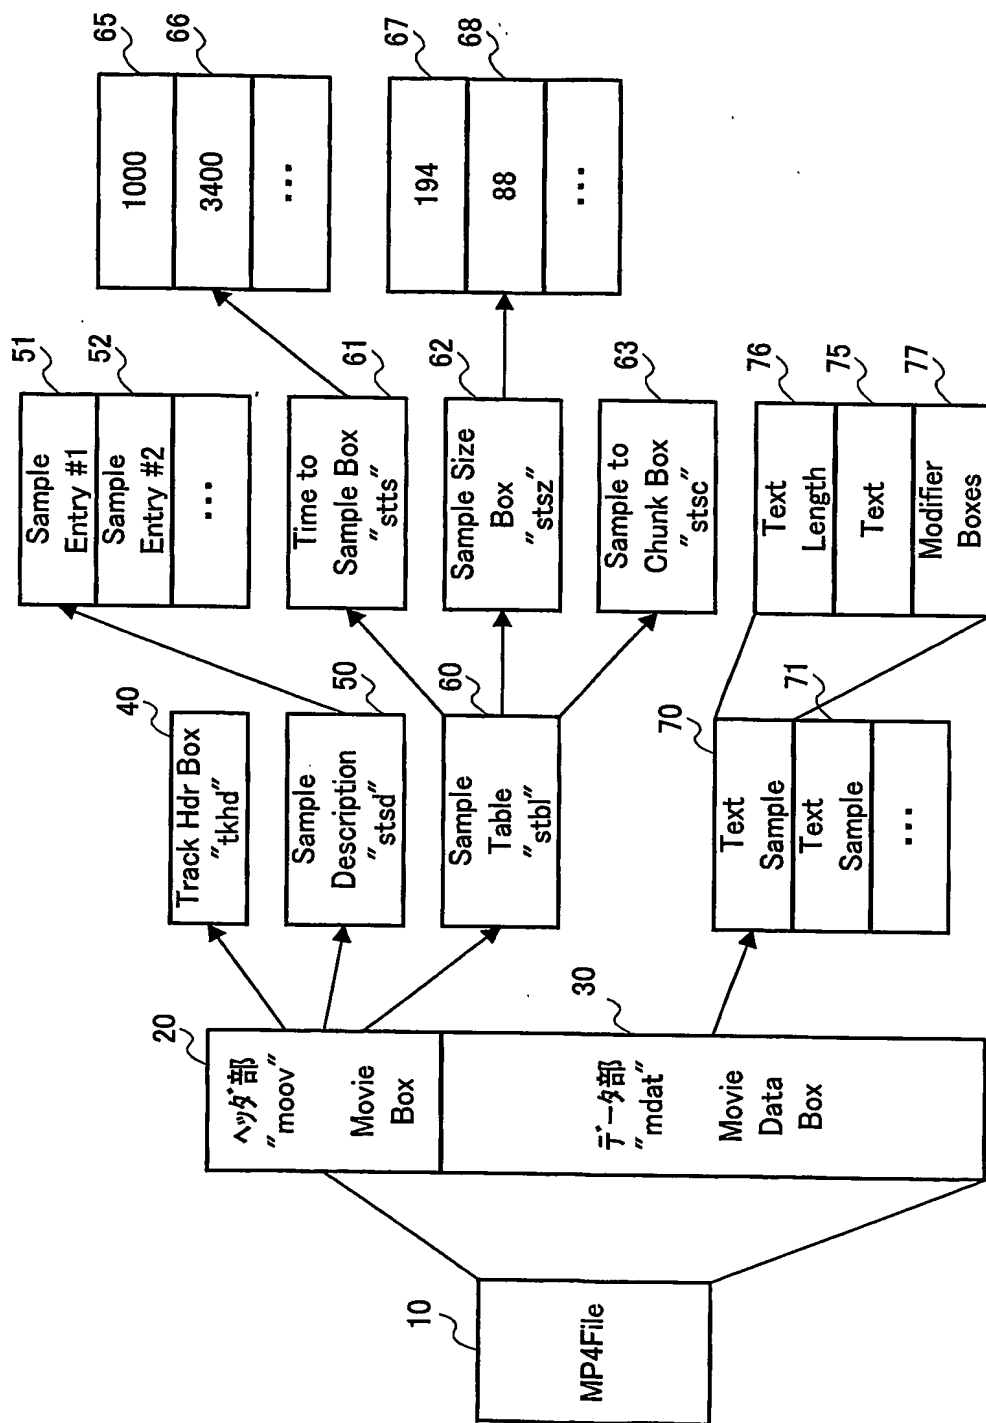 10
MP4File
20
ヘッダ部
"moov"
Movie
Box
30
データ部
"mdat"
Movie
Data
Box
40
Track Hdr Box
"tkhd"
50
Sample
Description
"stsd"
60
Sample
Table
"stbl"
70
Text
Sample
71
Text
Sample
...
51
Sample
Entry #1
52
Sample
Entry #2
...
61
Time to
Sample Box
"stts"
62
Sample Size
Box
"stsz"
63
Sample to
Chunk Box
"stsc"
76
Text
Length
75
Text
77
Modifier
Boxes
65
1000
66
3400
...
67
194
68
88
...